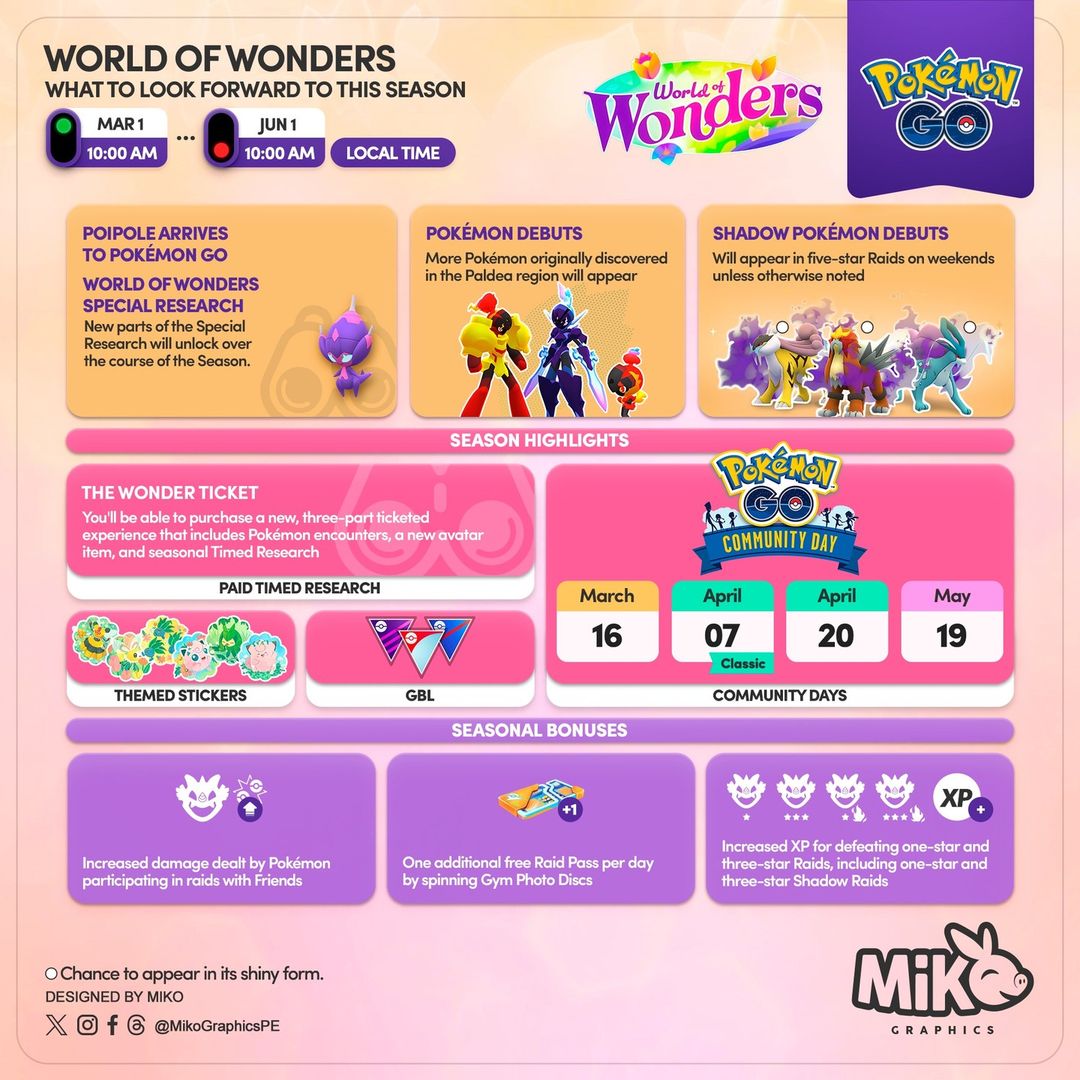 WORLD OF WONDERS
WHAT TO LOOK FORWARD TO THIS SEASON
MAR 1
10:00 AM
...
JUN 1
10:00 AM
LOCAL TIME
World of
Wonders
POKÉMON
GO
POIPOLE ARRIVES
TO POKÉMON GO
WORLD OF WONDERS
SPECIAL RESEARCH
New parts of the Special
Research will unlock over
the course of the Season.
POKÉMON DEBUTS
More Pokémon originally discovered
in the Paldea region will appear
SHADOW POKÉMON DEBUTS
Will appear in five-star Raids on weekends
unless otherwise noted
SEASON HIGHLIGHTS
THE WONDER TICKET
You'll be able to purchase a new, three-part ticketed
experience that includes Pokémon encounters, a new avatar
item, and seasonal Timed Research
PAID TIMED RESEARCH
THEMED STICKERS
GBL
POKÉMON
GO
COMMUNITY DAY
March
16
April
07
Classic
April
20
May
19
COMMUNITY DAYS
SEASONAL BONUSES
Increased damage dealt by Pokémon
participating in raids with Friends
+1
One additional free Raid Pass per day
by spinning Gym Photo Discs
XP +
Increased XP for defeating one-star and
three-star Raids, including one-star and
three-star Shadow Raids
Chance to appear in its shiny form.
DESIGNED BY MIKO
@MikoGraphicsPE
MiKO
GRAPHICS